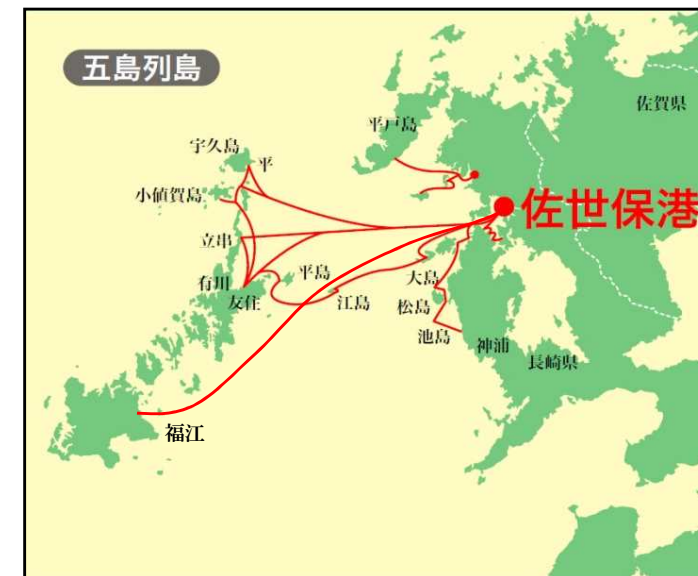 五島列島
佐賀県
平戸島
宇久島
平
小値賀島
佐世保港
立串
平島
大島
有川
友住
江島
松島
池島
神浦
長崎県
福江